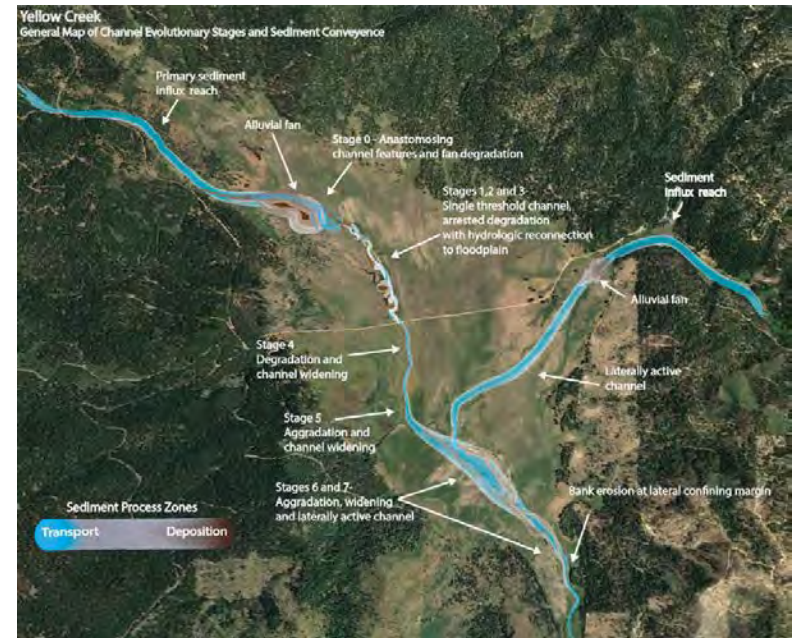 Yellow Creek
General Map of Channel Evolutionary Stages and Sediment Conveyence
Primary sediment
influx reach
Alluvial fan
Stage 0 - Anastomosing
channel features and fan degradation
Stages 1,2 and 3
Single threshold channel,
arrested degradation
with hydrologic reconnection
to floodplain
Sediment
influx reach
Alluvial fan
Stage 4
Degradation and
channel widening
Laterally active
channel
Stage 5
Aggradation and
channel widening
Stages 6 and 7-
Aggradation, widening
and laterally active channel
Bank erosion at lateral confining margin
Sediment Process Zones
Transport
Deposition